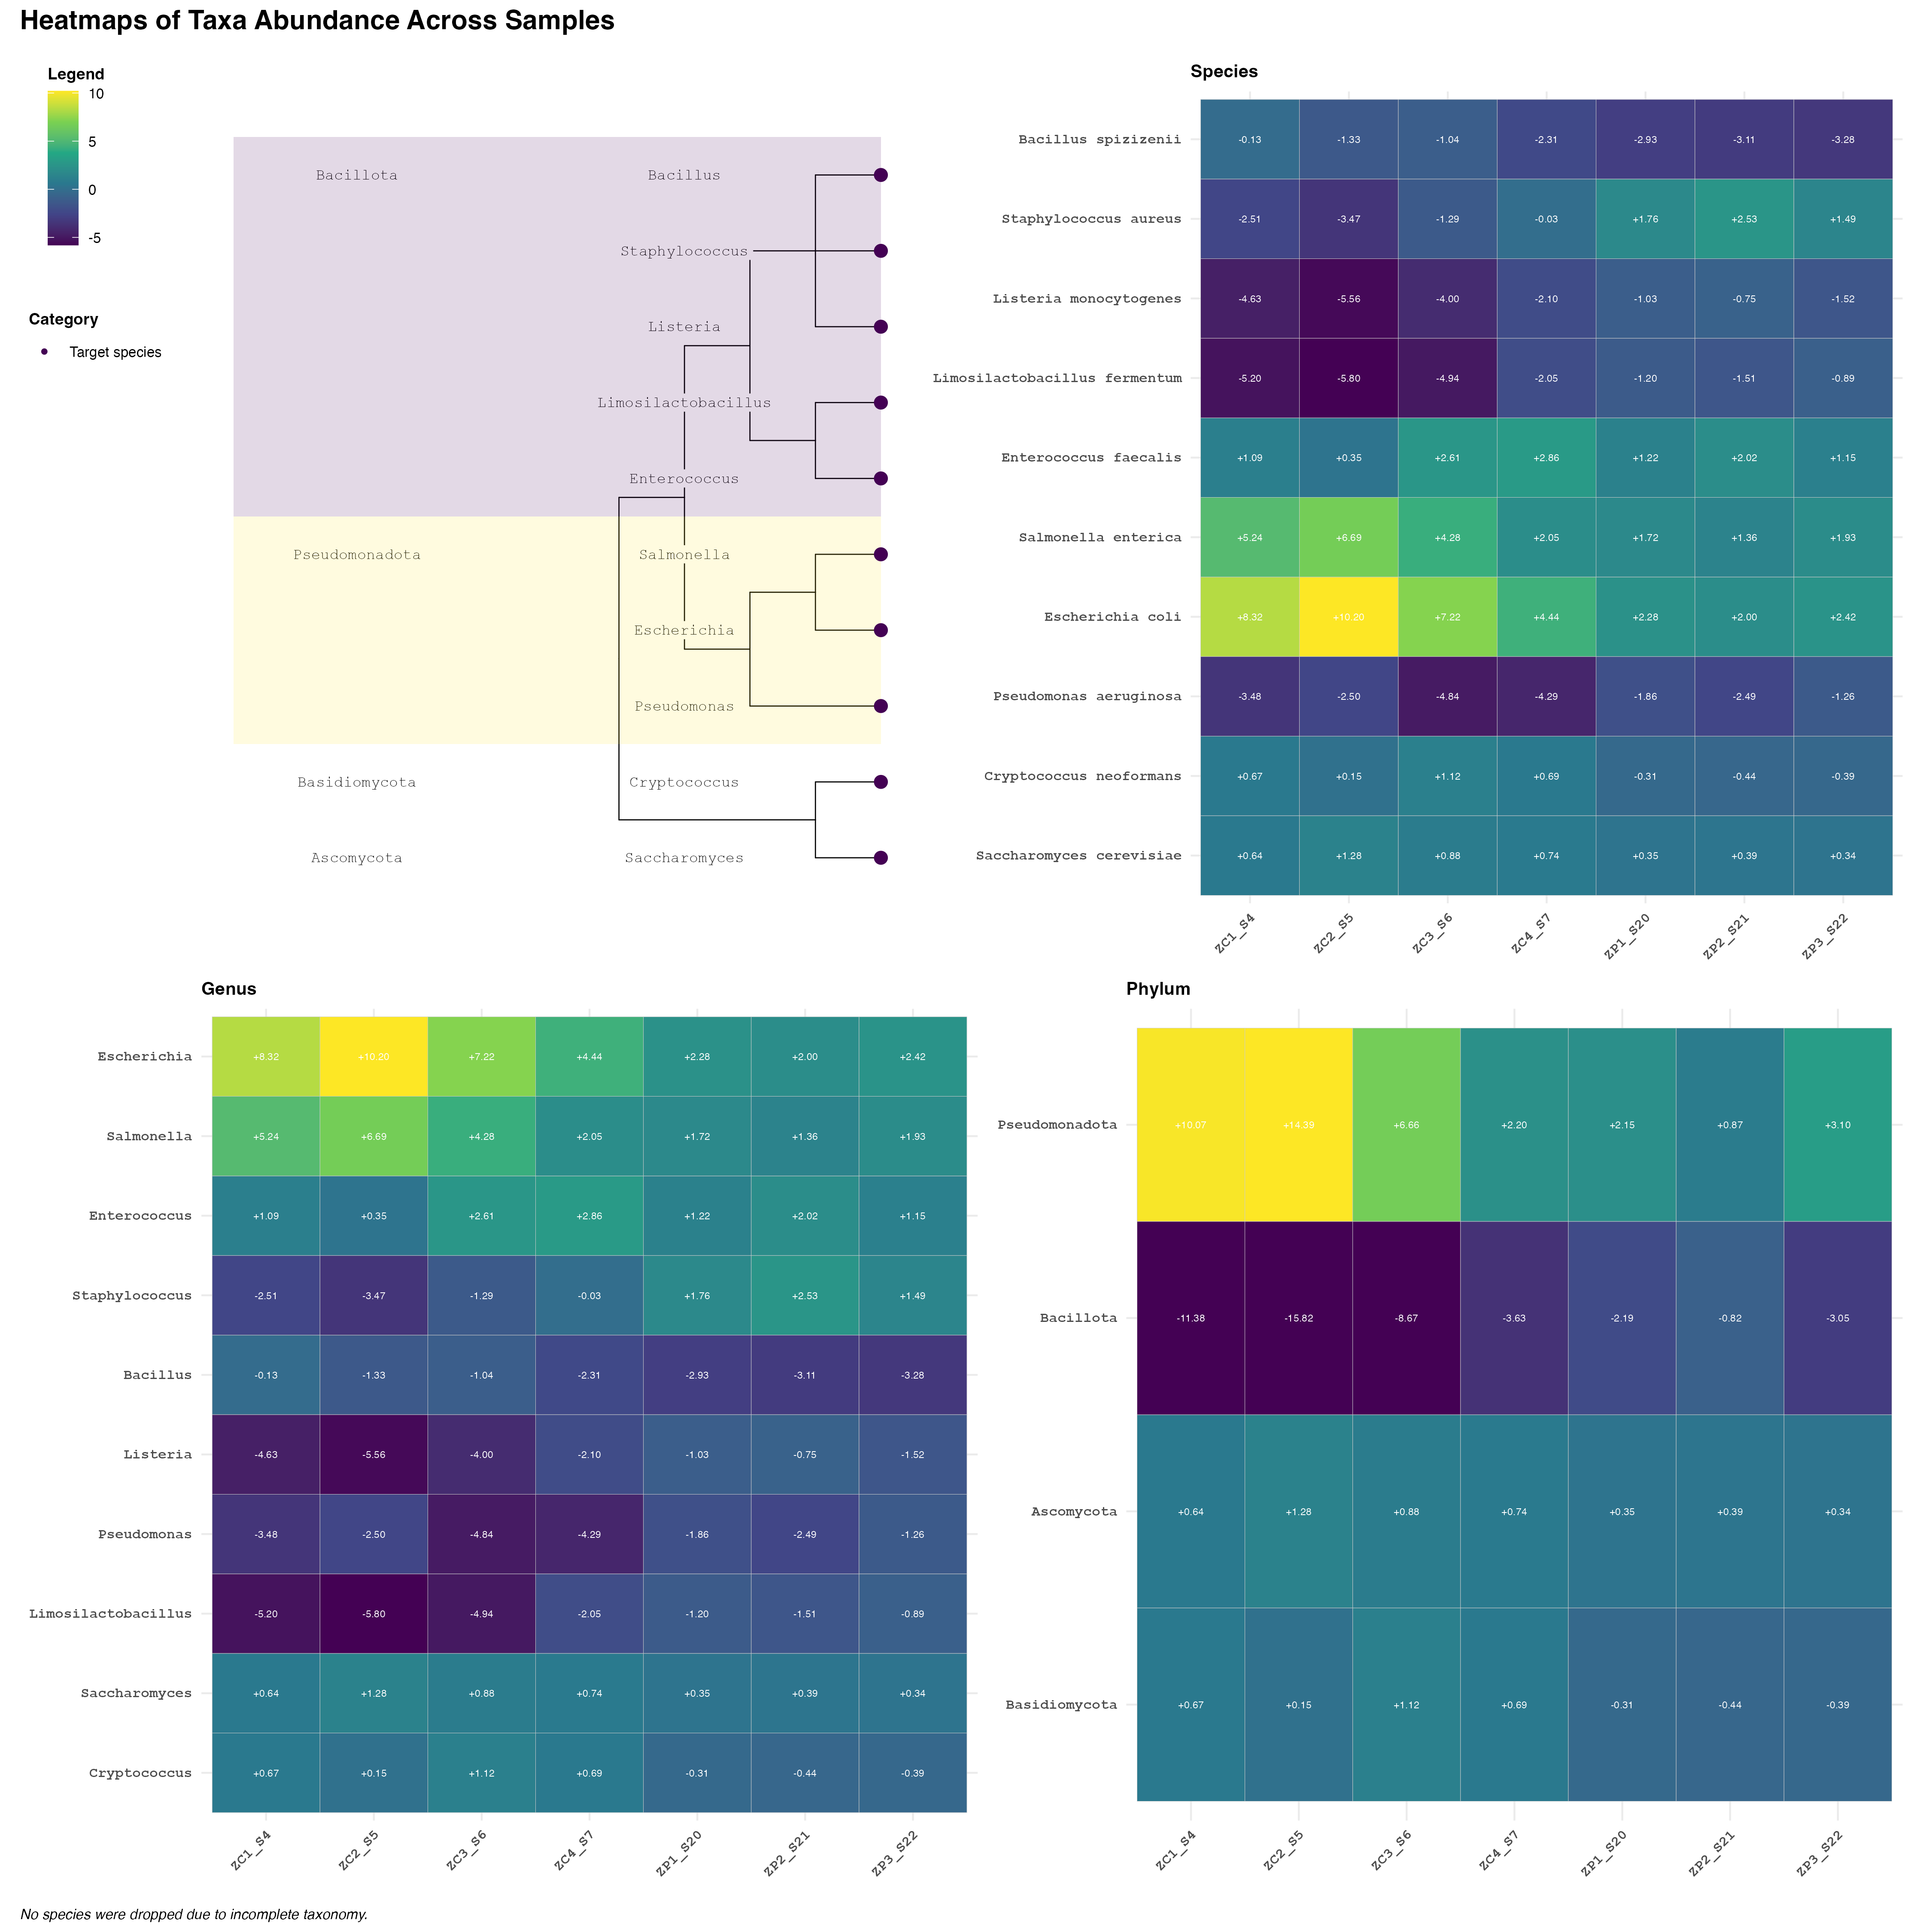 Heatmaps of Taxa Abundance Across Samples
Legend
10
5
0
-5
Category
Target species
Bacillota Bacillus
Staphylococcus
Listeria
Limosilactobacillus
Enterococcus
Pseudomonadota Salmonella
Escherichia
Pseudomonas
Basidiomycota Cryptococcus
Ascomycota Saccharomyces
Species
Bacillus spizizenii -0.13 -1.33 -1.04 -2.31 -2.93 -3.11 -3.28
Staphylococcus aureus -2.51 -3.47 -1.29 -0.03 +1.76 +2.53 +1.49
Listeria monocytogenes -4.63 -5.56 -4.00 -2.10 -1.03 -0.75 -1.52
Limosilactobacillus fermentum -5.20 -5.80 -4.94 -2.05 -1.20 -1.51 -0.89
Enterococcus faecalis +1.09 +0.35 +2.61 +2.86 +1.22 +2.02 +1.15
Salmonella enterica +5.24 +6.69 +4.28 +2.05 +1.72 +1.36 +1.93
Escherichia coli +8.32 +10.20 +7.22 +4.44 +2.28 +2.00 +2.42
Pseudomonas aeruginosa -3.48 -2.50 -4.84 -4.29 -1.86 -2.49 -1.26
Cryptococcus neoformans +0.67 +0.15 +1.12 +0.69 -0.31 -0.44 -0.39
Saccharomyces cerevisiae +0.64 +1.28 +0.88 +0.74 +0.35 +0.39 +0.34
ZC1_S4 ZC2_S5 ZC3_S6 ZC4_S7 ZP1_S20 ZP2_S21 ZP3_S22
Genus
Escherichia +8.32 +10.20 +7.22 +4.44 +2.28 +2.00 +2.42
Salmonella +5.24 +6.69 +4.28 +2.05 +1.72 +1.36 +1.93
Enterococcus +1.09 +0.35 +2.61 +2.86 +1.22 +2.02 +1.15
Staphylococcus -2.51 -3.47 -1.29 -0.03 +1.76 +2.53 +1.49
Bacillus -0.13 -1.33 -1.04 -2.31 -2.93 -3.11 -3.28
Listeria -4.63 -5.56 -4.00 -2.10 -1.03 -0.75 -1.52
Pseudomonas -3.48 -2.50 -4.84 -4.29 -1.86 -2.49 -1.26
Limosilactobacillus -5.20 -5.80 -4.94 -2.05 -1.20 -1.51 -0.89
Saccharomyces +0.64 +1.28 +0.88 +0.74 +0.35 +0.39 +0.34
Cryptococcus +0.67 +0.15 +1.12 +0.69 -0.31 -0.44 -0.39
ZC1_S4 ZC2_S5 ZC3_S6 ZC4_S7 ZP1_S20 ZP2_S21 ZP3_S22
Phylum
Pseudomonadota +10.07 +14.39 +6.66 +2.20 +2.15 +0.87 +3.10
Bacillota -11.38 -15.82 -8.67 -3.63 -2.19 -0.82 -3.05
Ascomycota +0.64 +1.28 +0.88 +0.74 +0.35 +0.39 +0.34
Basidiomycota +0.67 +0.15 +1.12 +0.69 -0.31 -0.44 -0.39
ZC1_S4 ZC2_S5 ZC3_S6 ZC4_S7 ZP1_S20 ZP2_S21 ZP3_S22
No species were dropped due to incomplete taxonomy.